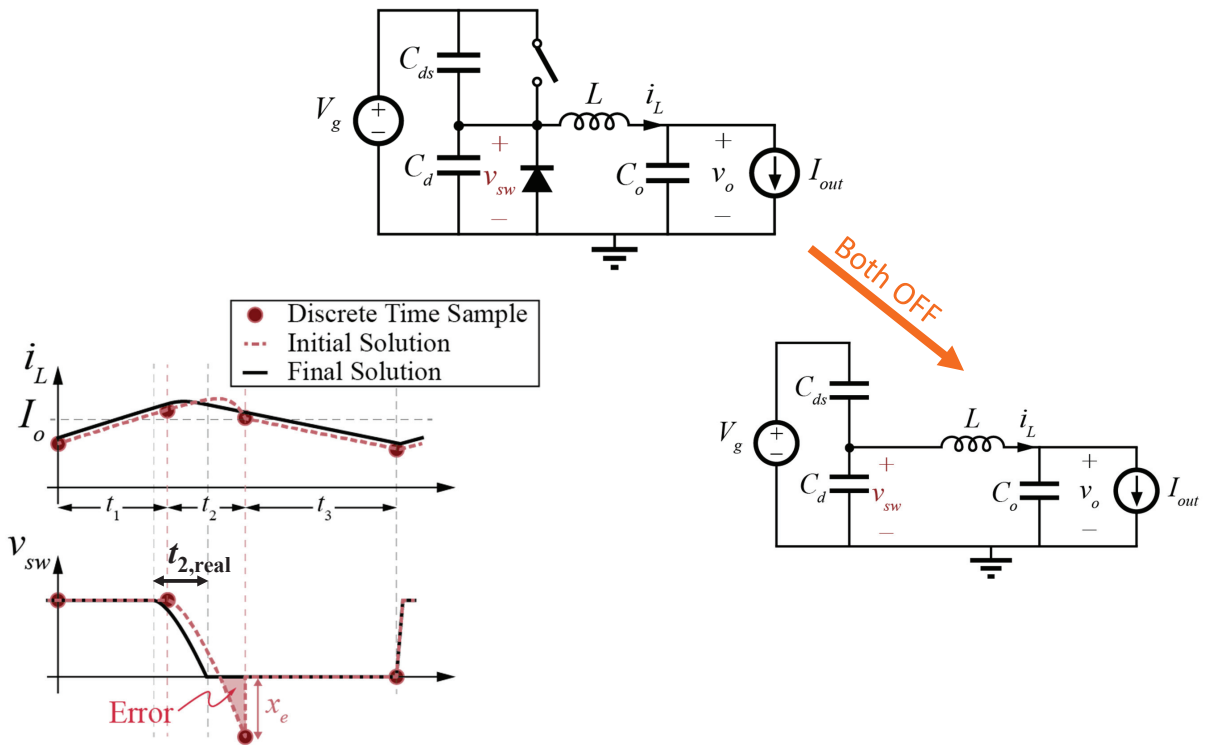 C_ds
V_g
+
−
C_d
+
v_sw
−
L
i_L
C_o
+
v_o
−
I_out
Both OFF
Discrete Time Sample
Initial Solution
Final Solution
i_L
I_o
t_1
t_2
t_3
v_sw
t_2,real
Error
x_e
C_ds
V_g
+
−
C_d
+
v_sw
−
L
i_L
C_o
+
v_o
−
I_out